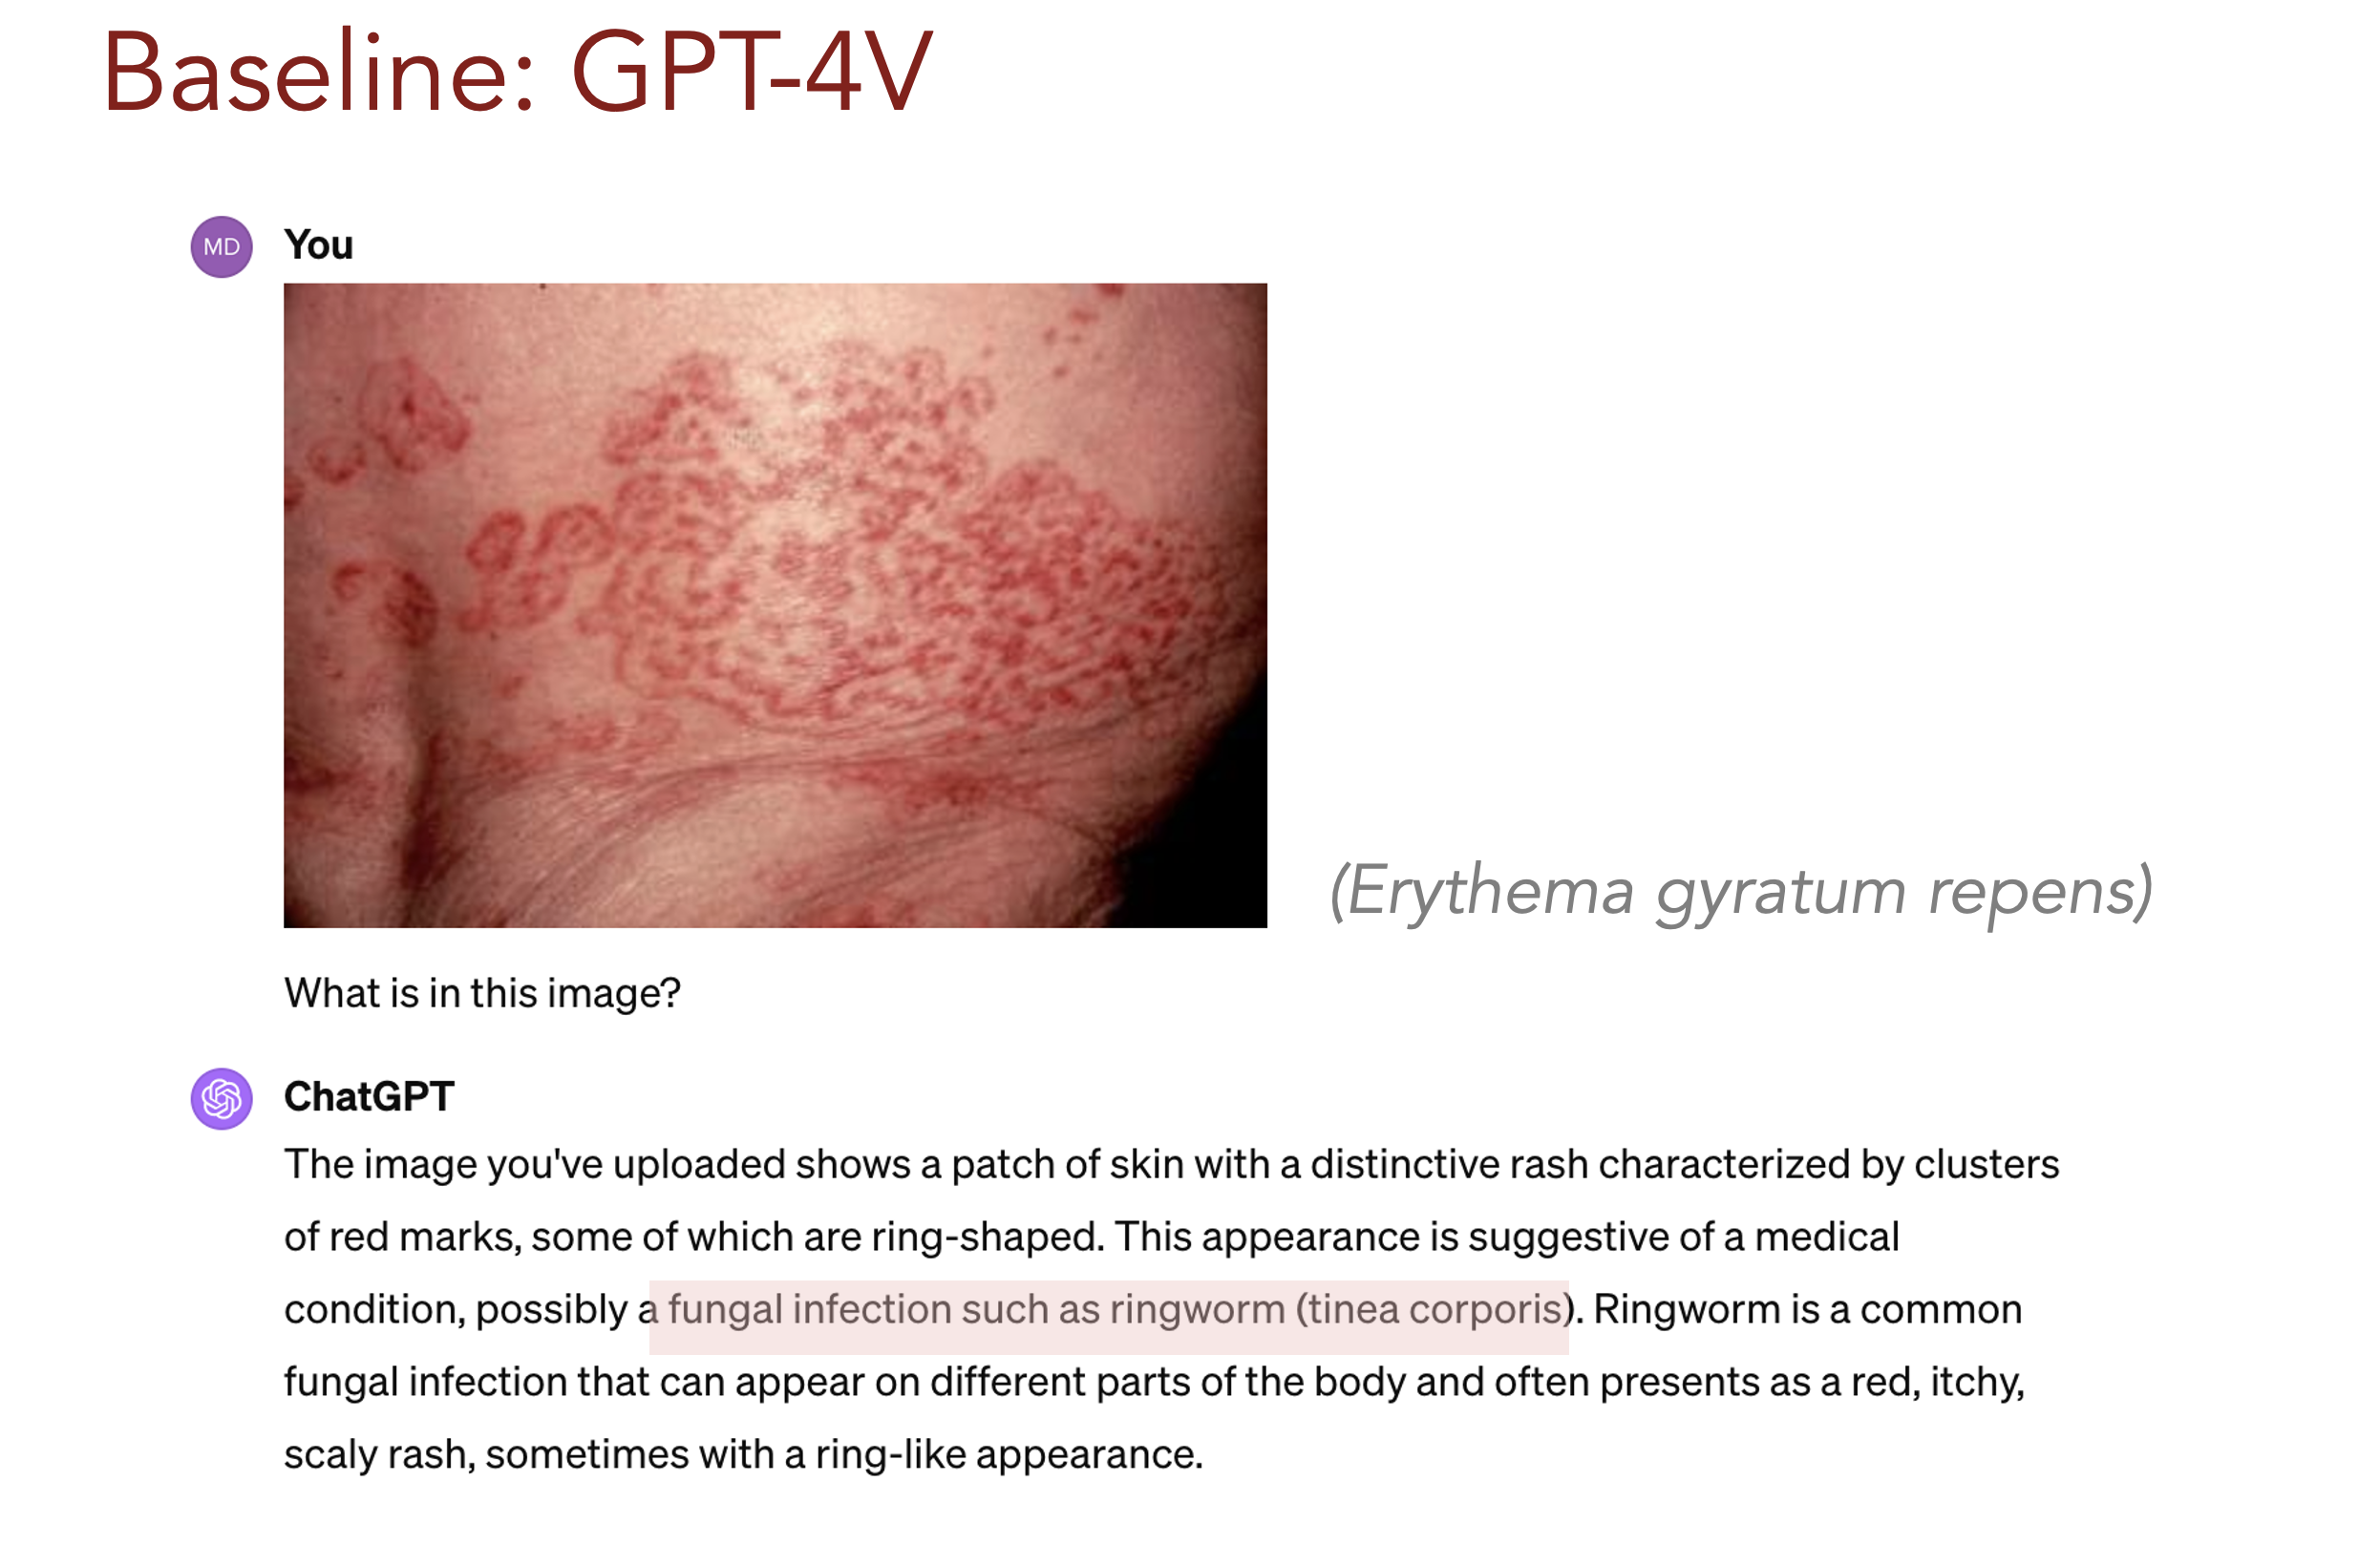 Baseline: GPT-4V
MD
You
(Erythema gyratum repens)
What is in this image?
ChatGPT
The image you've uploaded shows a patch of skin with a distinctive rash characterized by clusters
of red marks, some of which are ring-shaped. This appearance is suggestive of a medical
condition, possibly a fungal infection such as ringworm (tinea corporis). Ringworm is a common
fungal infection that can appear on different parts of the body and often presents as a red, itchy,
scaly rash, sometimes with a ring-like appearance.